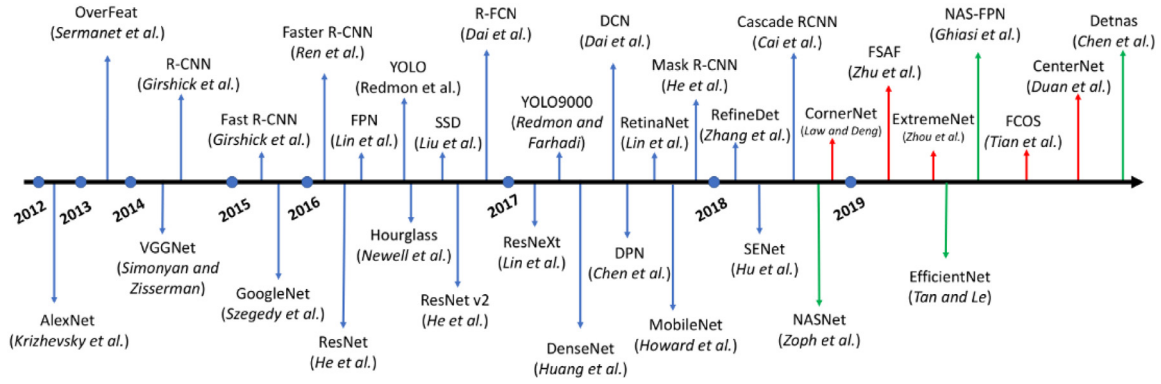 OverFeat
(Sermanet et al.)
R-CNN
(Girshick et al.)
Fast R-CNN
(Girshick et al.)
Faster R-CNN
(Ren et al.)
FPN
(Lin et al.)
YOLO
(Redmon et al.)
SSD
(Liu et al.)
R-FCN
(Dai et al.)
YOLO9000
(Redmon and
Farhadi)
DCN
(Dai et al.)
RetinaNet
(Lin et al.)
Mask R-CNN
(He et al.)
RefineDet
(Zhang et al.)
Cascade RCNN
(Cai et al.)
CornerNet
(Law and Deng)
FSAF
(Zhu et al.)
ExtremeNet
(Zhou et al.)
NAS-FPN
(Ghiasi et al.)
FCOS
(Tian et al.)
CenterNet
(Duan et al.)
Detnas
(Chen et al.)
2012
2013
2014
2015
2016
2017
2018
2019
AlexNet
(Krizhevsky et al.)
VGGNet
(Simonyan and
Zisserman)
GoogleNet
(Szegedy et al.)
ResNet
(He et al.)
Hourglass
(Newell et al.)
ResNet v2
(He et al.)
ResNeXt
(Lin et al.)
DenseNet
(Huang et al.)
DPN
(Chen et al.)
MobileNet
(Howard et al.)
SENet
(Hu et al.)
NASNet
(Zoph et al.)
EfficientNet
(Tan and Le)